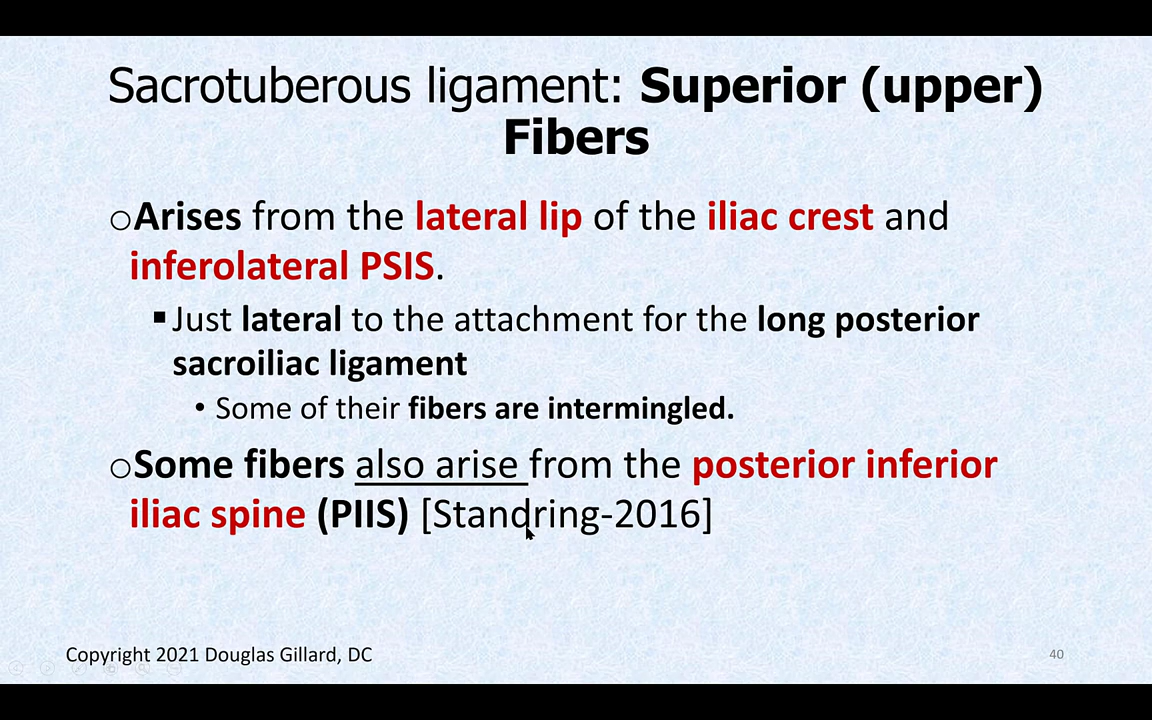 Sacrotuberous ligament: Superior (upper)
Fibers
oArises from the lateral lip of the iliac crest and
inferolateral PSIS.
▪Just lateral to the attachment for the long posterior
sacroiliac ligament
• Some of their fibers are intermingled.
oSome fibers also arise from the posterior inferior
iliac spine (PIIS) [Standring-2016]
Copyright 2021 Douglas Gillard, DC
40